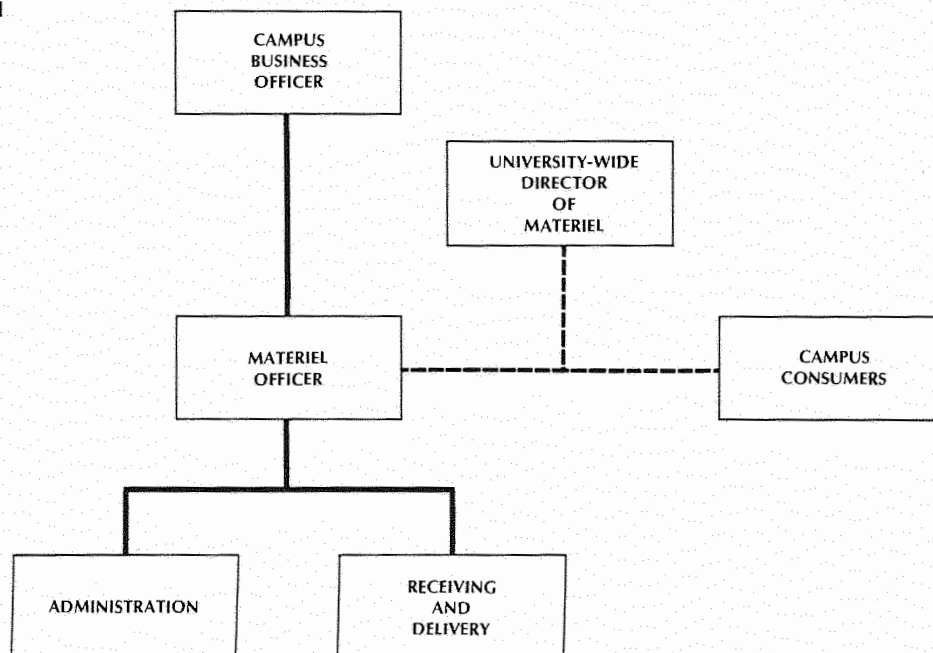 CAMPUS
BUSINESS
OFFICER
UNIVERSITY-WIDE
DIRECTOR
OF
MATERIEL
MATERIEL
OFFICER
CAMPUS
CONSUMERS
ADMINISTRATION
RECEIVING
AND
DELIVERY